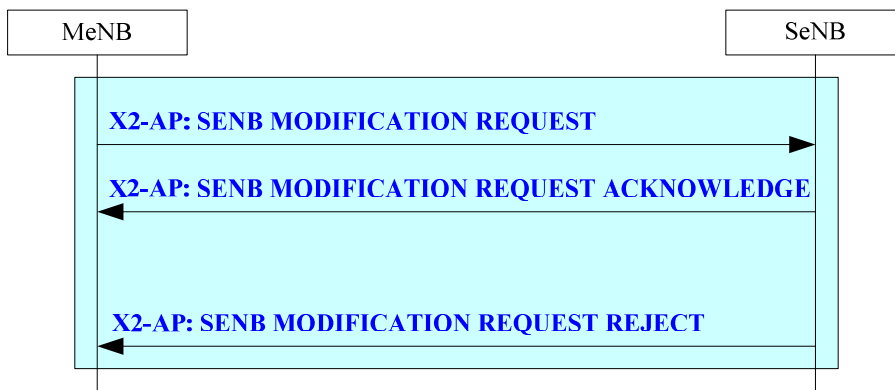 MeNB
SeNB
X2-AP: SENB MODIFICATION REQUEST
X2-AP: SENB MODIFICATION REQUEST ACKNOWLEDGE
X2-AP: SENB MODIFICATION REQUEST REJECT